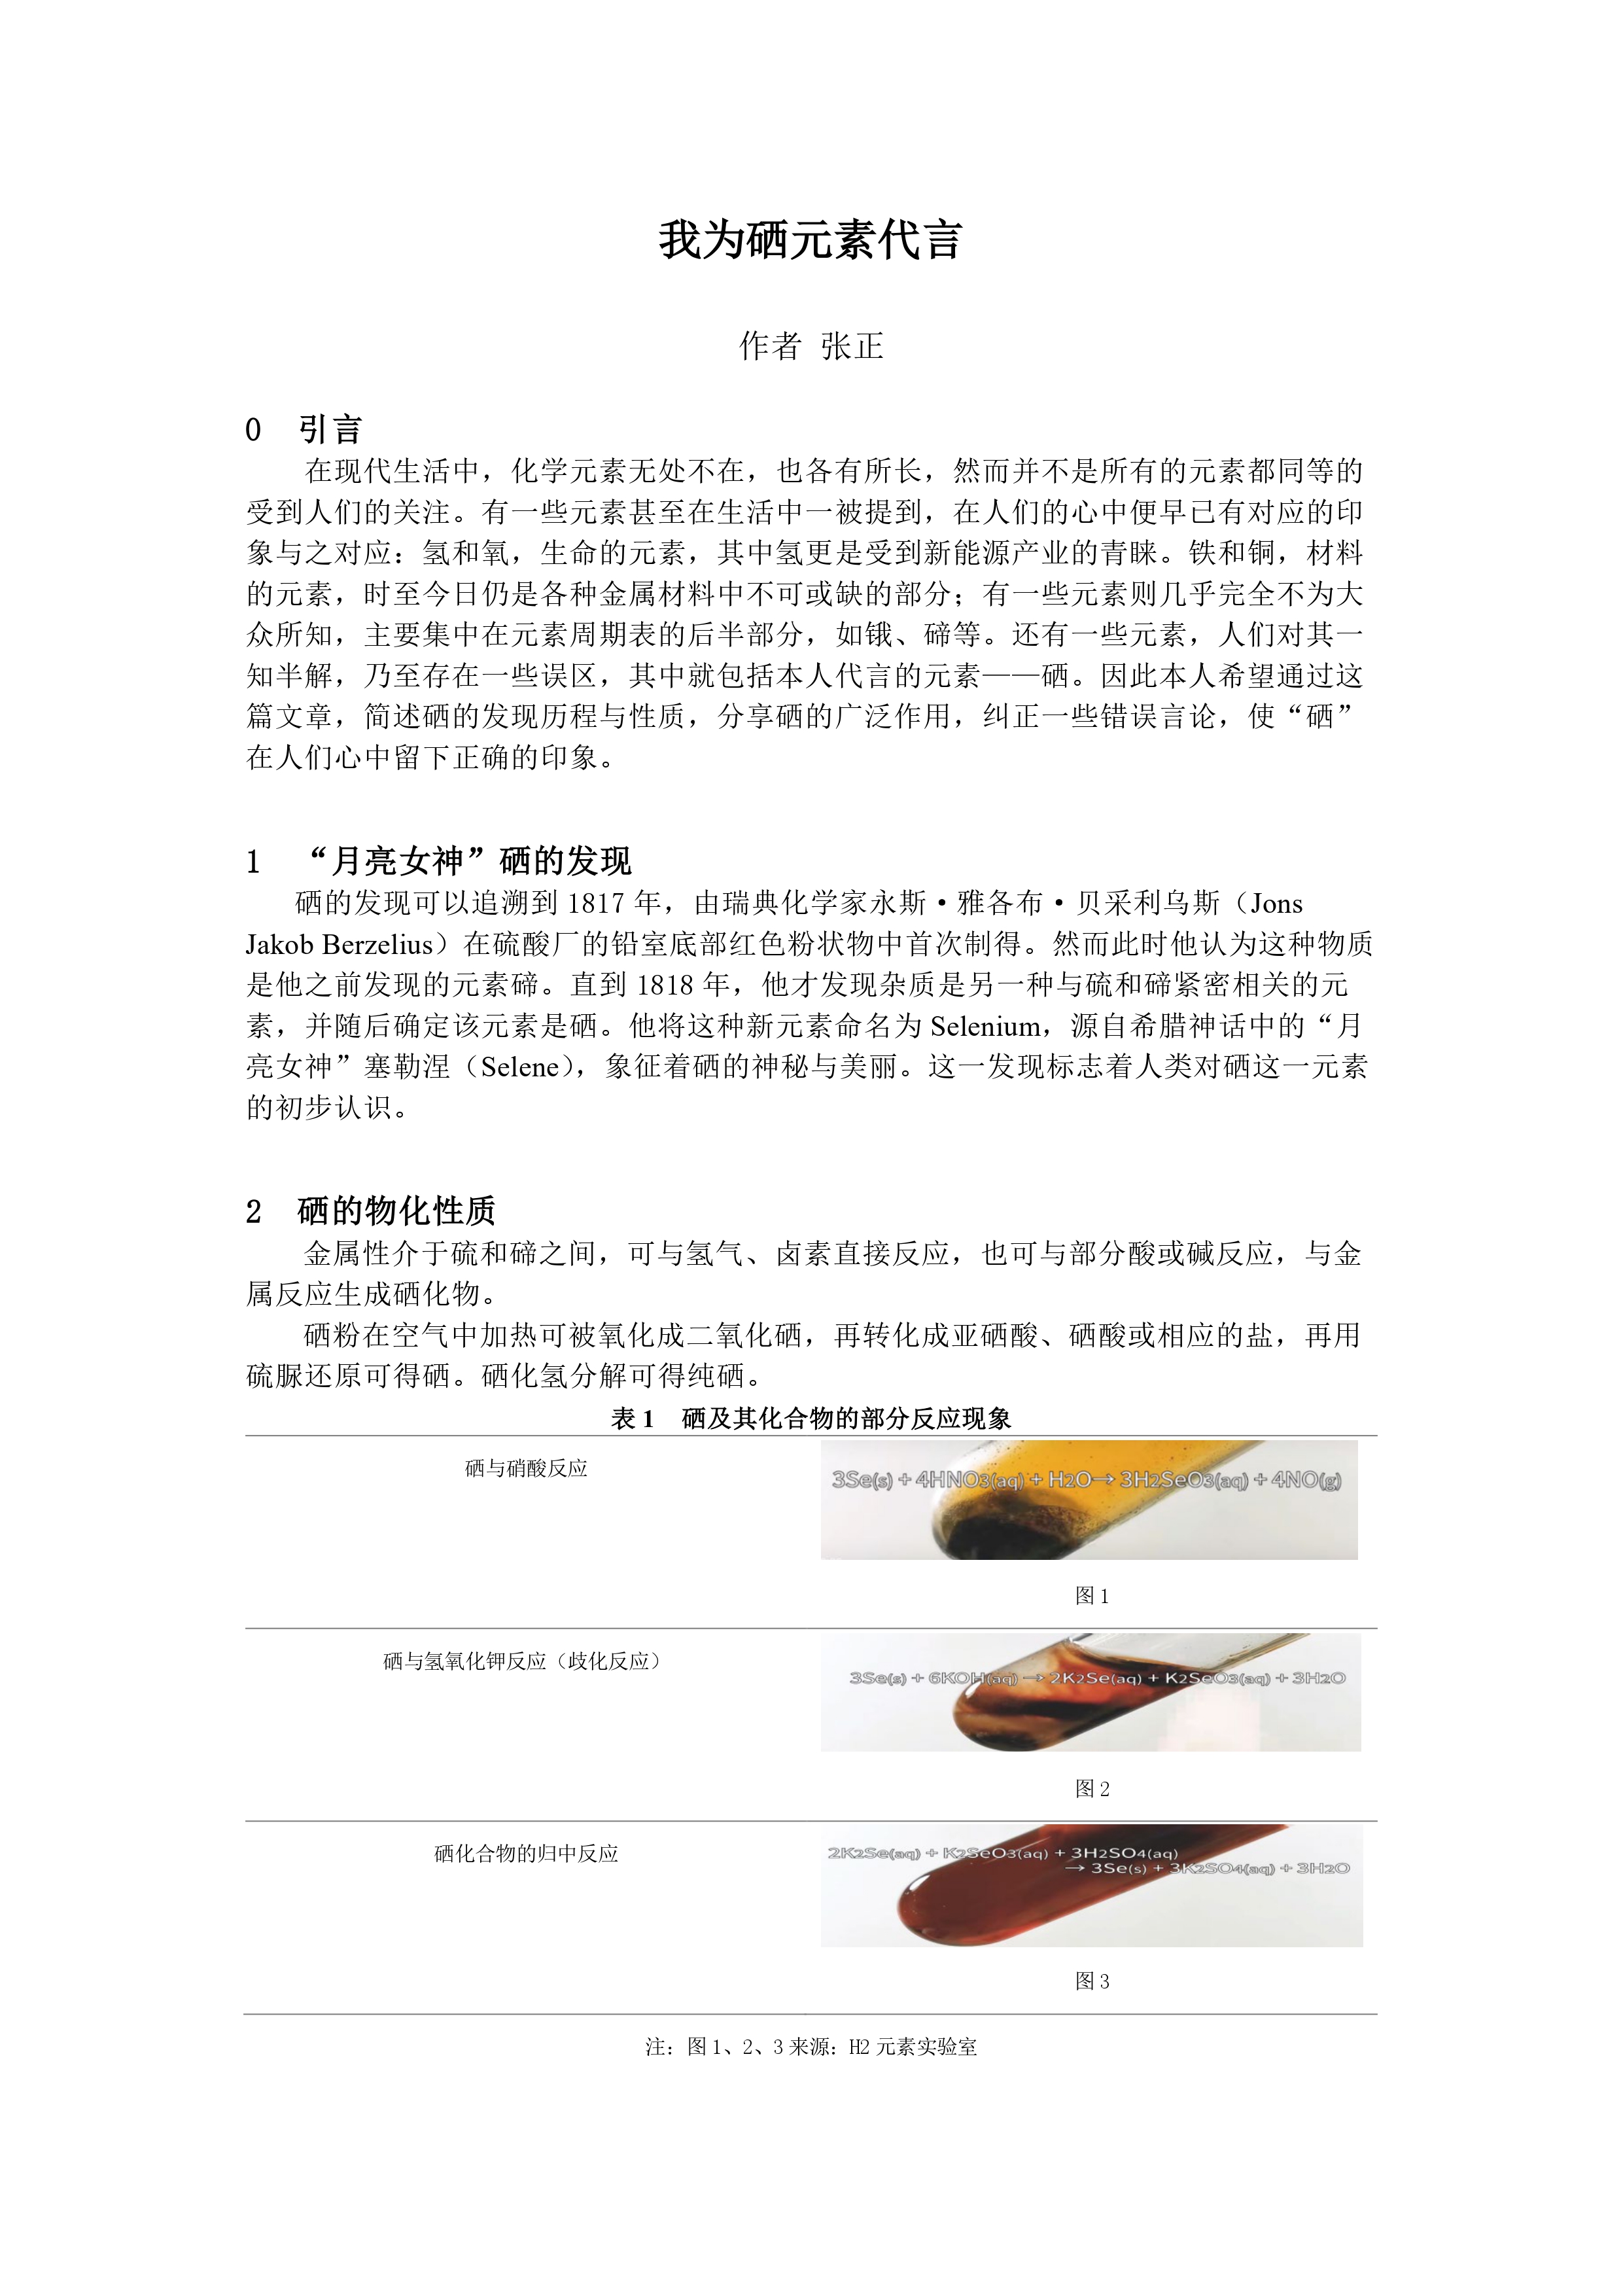 我为硒元素代言
作者 张正
0 引言
在现代生活中，化学元素无处不在，也各有所长，然而并不是所有的元素都同等的
受到人们的关注。有一些元素甚至在生活中一被提到，在人们的心中便早已有对应的印
象与之对应：氢和氧，生命的元素，其中氢更是受到新能源产业的青睐。铁和铜，材料
的元素，时至今日仍是各种金属材料中不可或缺的部分；有一些元素则几乎完全不为大
众所知，主要集中在元素周期表的后半部分，如锇、碲等。还有一些元素，人们对其一
知半解，乃至存在一些误区，其中就包括本人代言的元素——硒。因此本人希望通过这
篇文章，简述硒的发现历程与性质，分享硒的广泛作用，纠正一些错误言论，使“硒”
在人们心中留下正确的印象。
1 “月亮女神”硒的发现
硒的发现可以追溯到 1817 年，由瑞典化学家永斯·雅各布·贝采利乌斯（Jons
Jakob Berzelius）在硫酸厂的铅室底部红色粉状物中首次制得。然而此时他认为这种物质
是他之前发现的元素碲。直到 1818 年，他才发现杂质是另一种与硫和碲紧密相关的元
素，并随后确定该元素是硒。他将这种新元素命名为 Selenium，源自希腊神话中的“月
亮女神”塞勒涅（Selene），象征着硒的神秘与美丽。这一发现标志着人类对硒这一元素
的初步认识。
2 硒的物化性质
金属性介于硫和碲之间，可与氢气、卤素直接反应，也可与部分酸或碱反应，与金
属反应生成硒化物。
硒粉在空气中加热可被氧化成二氧化硒，再转化成亚硒酸、硒酸或相应的盐，再用
硫脲还原可得硒。硒化氢分解可得纯硒。
表 1 硒及其化合物的部分反应现象
硒与硝酸反应
3Se(s) + 4HNO3(aq) + H2O→ 3H2SeO3(aq) + 4NO(g)
图 1
硒与氢氧化钾反应（歧化反应）
3Se(s) + 6KOH(aq) → 2K2Se(aq) + K2SeO3(aq) + 3H2O
图 2
硒化合物的归中反应
2K2Se(aq) + K2SeO3(aq) + 3H2SO4(aq)
→ 3Se(s) + 3K2SO4(aq) + 3H2O
图 3
注：图 1、2、3 来源：H2 元素实验室